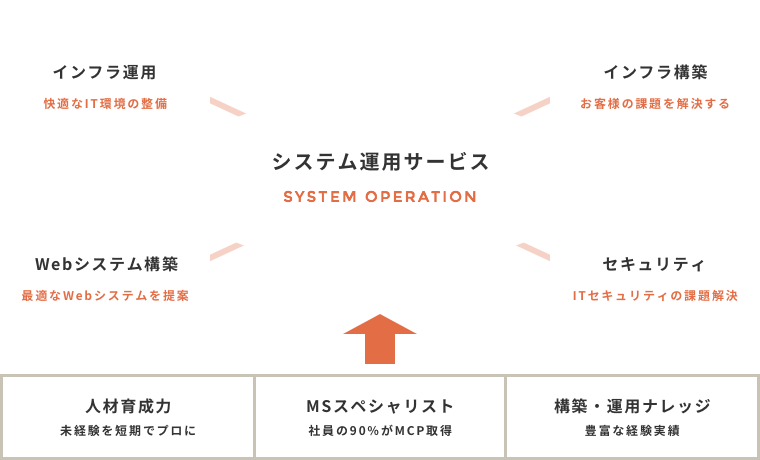 インフラ運用
快適なIT環境の整備
インフラ構築
お客様の課題を解決する
システム運用サービス
SYSTEM OPERATION
Webシステム構築
最適なWebシステムを提案
セキュリティ
ITセキュリティの課題解決
人材育成力
未経験を短期でプロに
MSスペシャリスト
社員の90%がMCP取得
構築・運用ナレッジ
豊富な経験実績